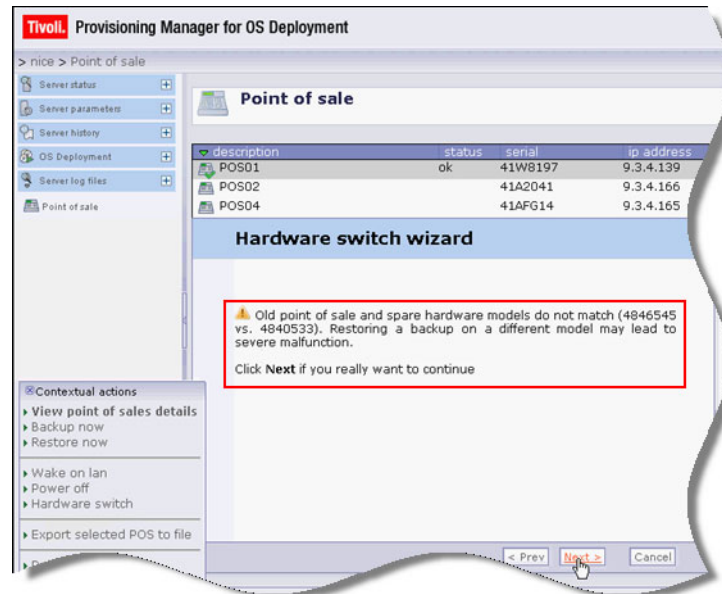 Tivoli. Provisioning Manager for OS Deployment
> nice > Point of sale
Server status
Server parameters
Server history
OS Deployment
Server log files
Point of sale
Point of sale
description status serial ip address
POS01 ok 41W8197 9.3.4.139
POS02 41A2041 9.3.4.166
POS04 41AFG14 9.3.4.165
Hardware switch wizard
Old point of sale and spare hardware models do not match (4846545
vs. 4840533). Restoring a backup on a different model may lead to
severe malfunction.
Click Next if you really want to continue
Contextual actions
View point of sales details
Backup now
Restore now
Wake on lan
Power off
Hardware switch
Export selected POS to file
< Prev Next > Cancel